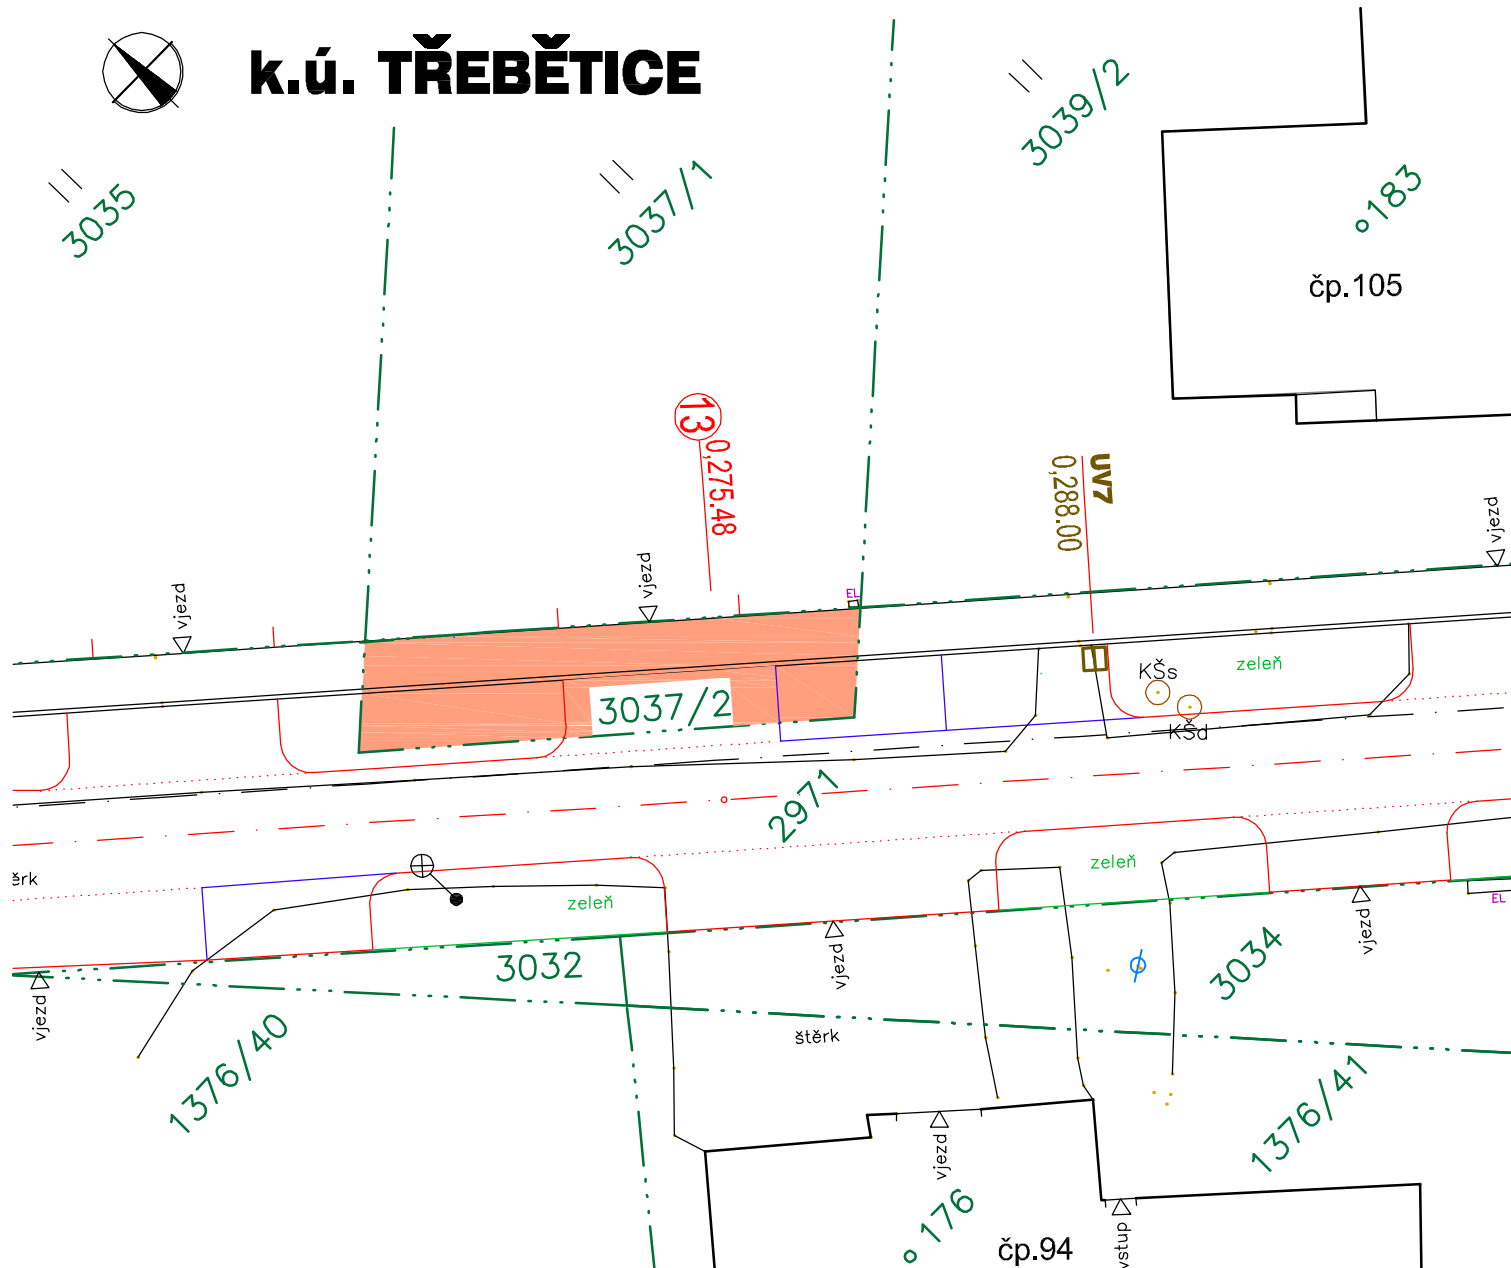 k.ú. TŘEBĚTICE
3035
3037/1
3039/2
183
čp.105
13
0,275.48
UV7
0,288.00
vjezd
vjezd
vjezd
EL
KŠs
zeleň
3037/2
KŠd
2971
zeleň
zeleň
EL
3032
vjezd
vjezd
3034
vjezd
štěrk
1376/40
1376/41
vjezd
176
čp.94
vstup